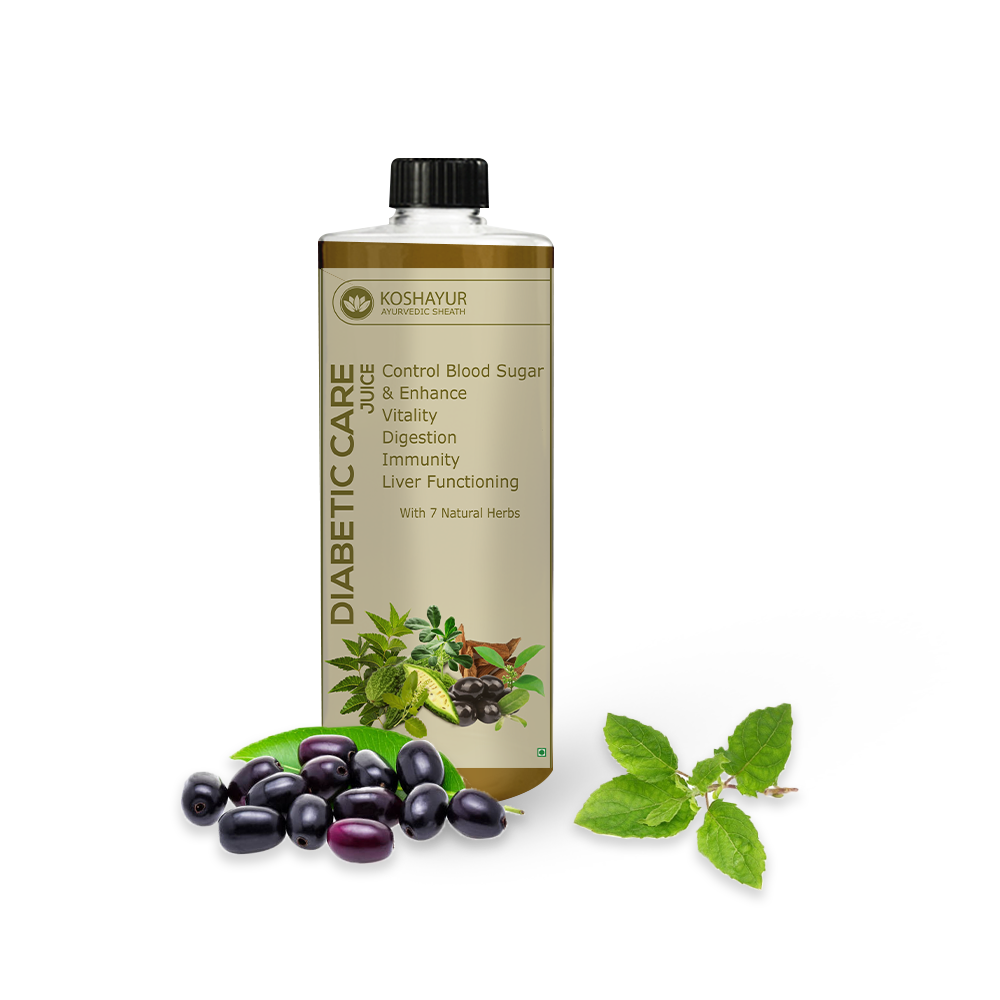 KOSHAYUR
AYURVEDIC SHEATH
DIABETIC CARE
JUICE
Control Blood Sugar
& Enhance
Vitality
Digestion
Immunity
Liver Functioning
With 7 Natural Herbs